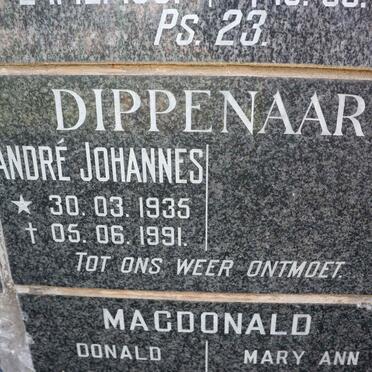 Ps. 23.
DIPPENAAR
ANDRÉ JOHANNES
★ 30. 03. 1935
† 05. 06. 1991.
TOT ONS WEER ONTMOET.
MACDONALD
DONALD MARY ANN